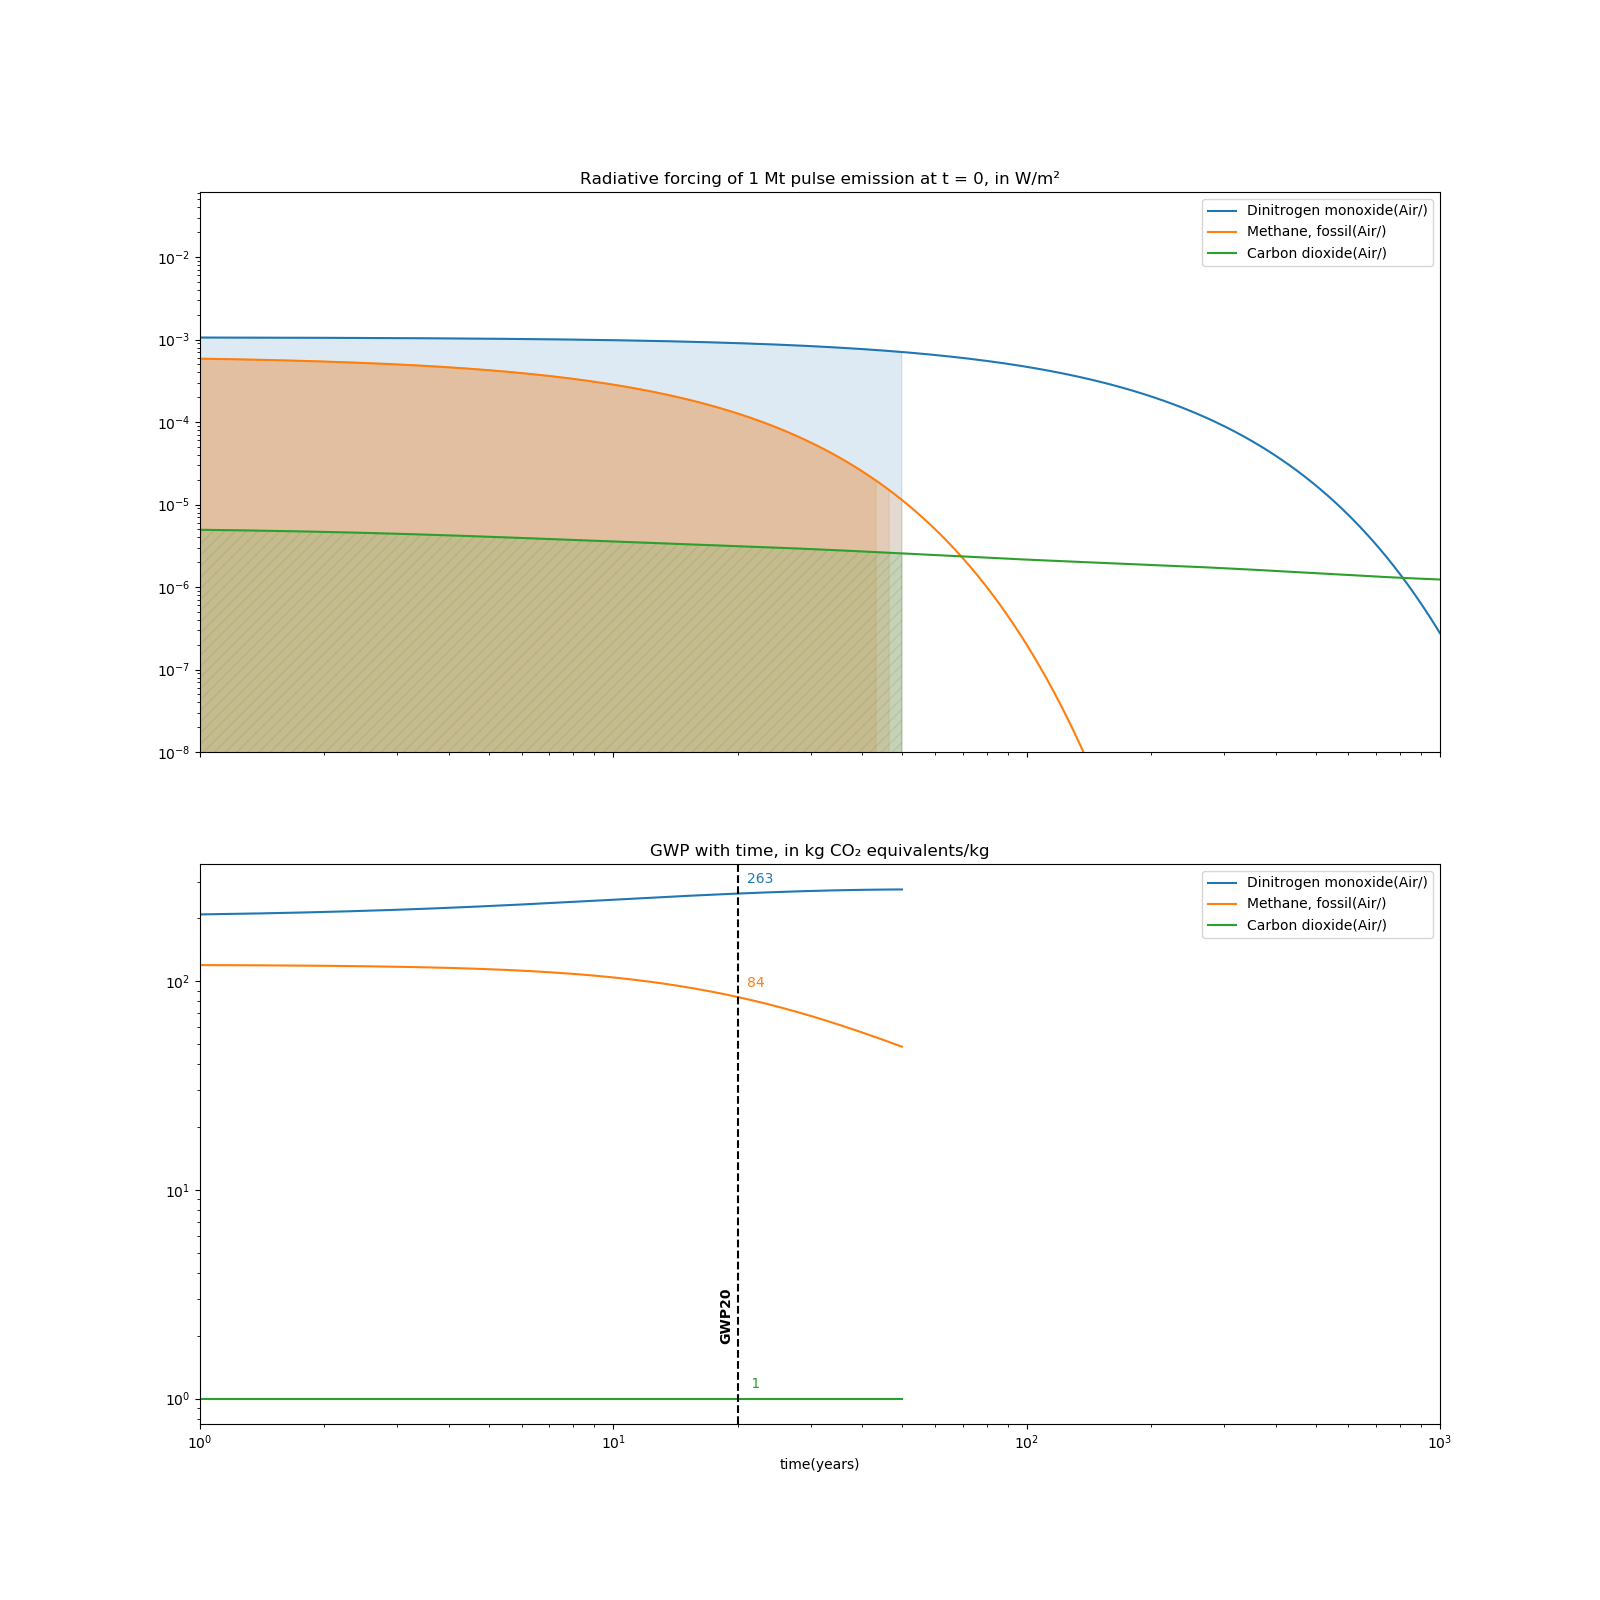 Radiative forcing of 1 Mt pulse emission at t = 0, in W/m²
Dinitrogen monoxide(Air/)
Methane, fossil(Air/)
Carbon dioxide(Air/)
10⁻²
10⁻³
10⁻⁴
10⁻⁵
10⁻⁶
10⁻⁷
10⁻⁸
GWP with time, in kg CO₂ equivalents/kg
Dinitrogen monoxide(Air/)
Methane, fossil(Air/)
Carbon dioxide(Air/)
263
84
1
GWP20
10²
10¹
10⁰
10⁰ 10¹ 10² 10³
time(years)